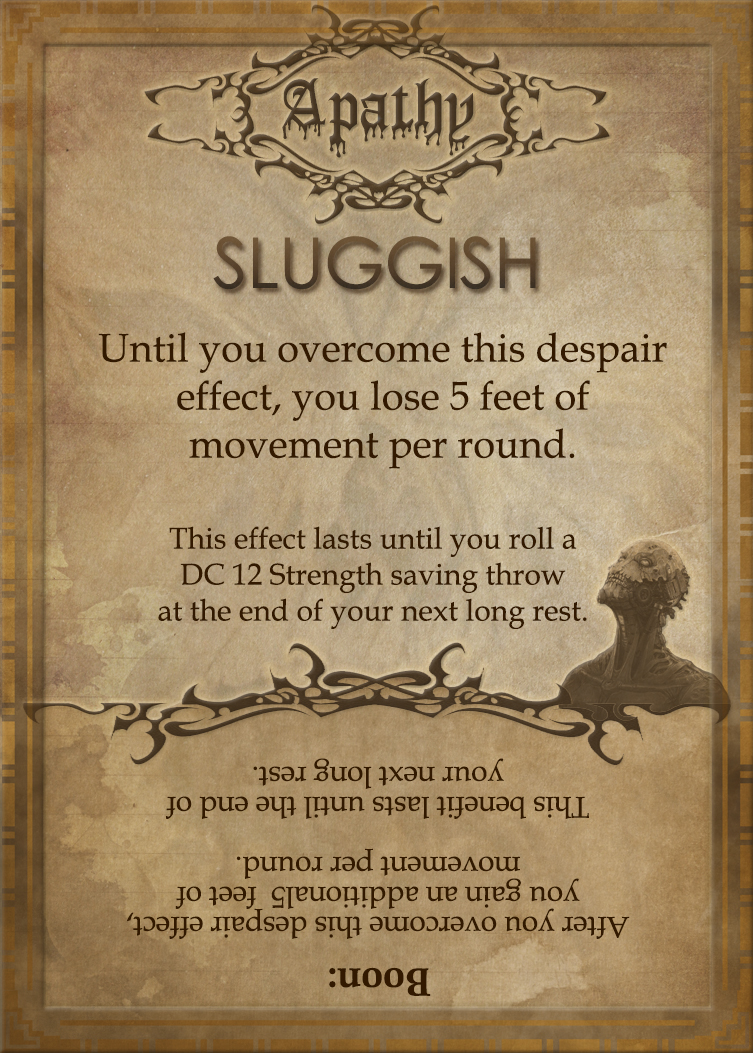 Apathy
SLUGGISH
Until you overcome this despair
effect, you lose 5 feet of
movement per round.
This effect lasts until you roll a
DC 12 Strength saving throw
at the end of your next long rest.
Boon:
After you overcome this despair effect,
you gain an additional5 feet of
movement per round.
This benefit lasts until the end of
your next long rest.